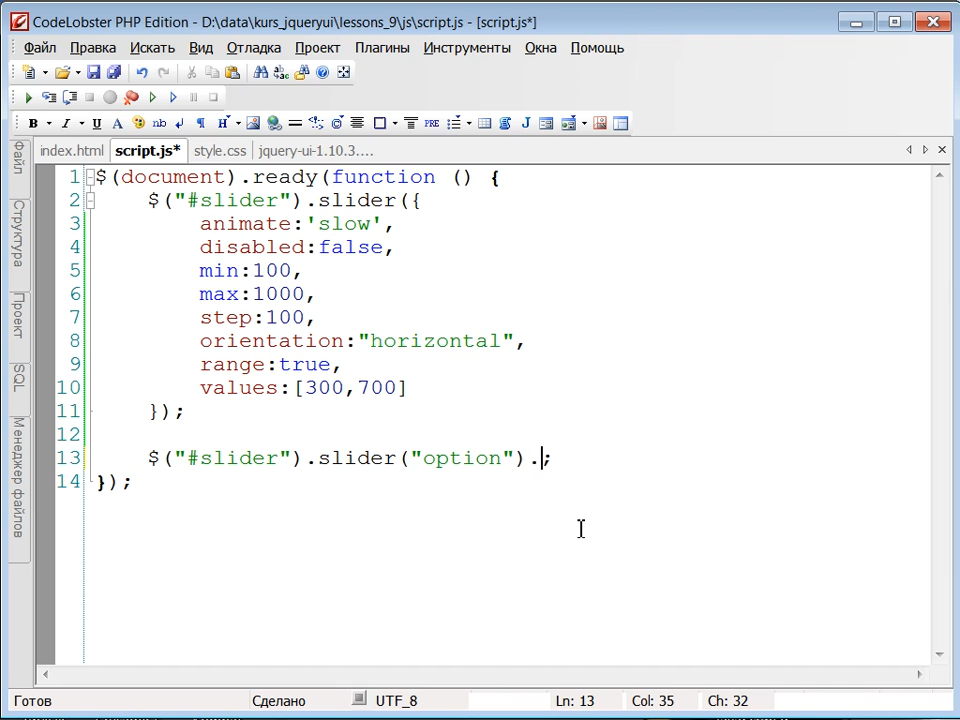 CodeLobster PHP Edition - D:\data\kurs_jqueryui\lessons_9\js\script.js - [script.js*]
Файл Правка Искать Вид Отладка Проект Плагины Инструменты Окна Помощь
B I U A nb ¶ H PRE J
index.html script.js* style.css jquery-ui-1.10.3....
Файл
Структура
Проект
SQL
Менеджер файлов
1 $(document).ready(function () {
2 $("#slider").slider({
3 animate:'slow',
4 disabled:false,
5 min:100,
6 max:1000,
7 step:100,
8 orientation:"horizontal",
9 range:true,
10 values:[300,700]
11 });
12
13 $("#slider").slider("option").;
14 });
Готов Сделано UTF_8 Ln: 13 Col: 35 Ch: 32